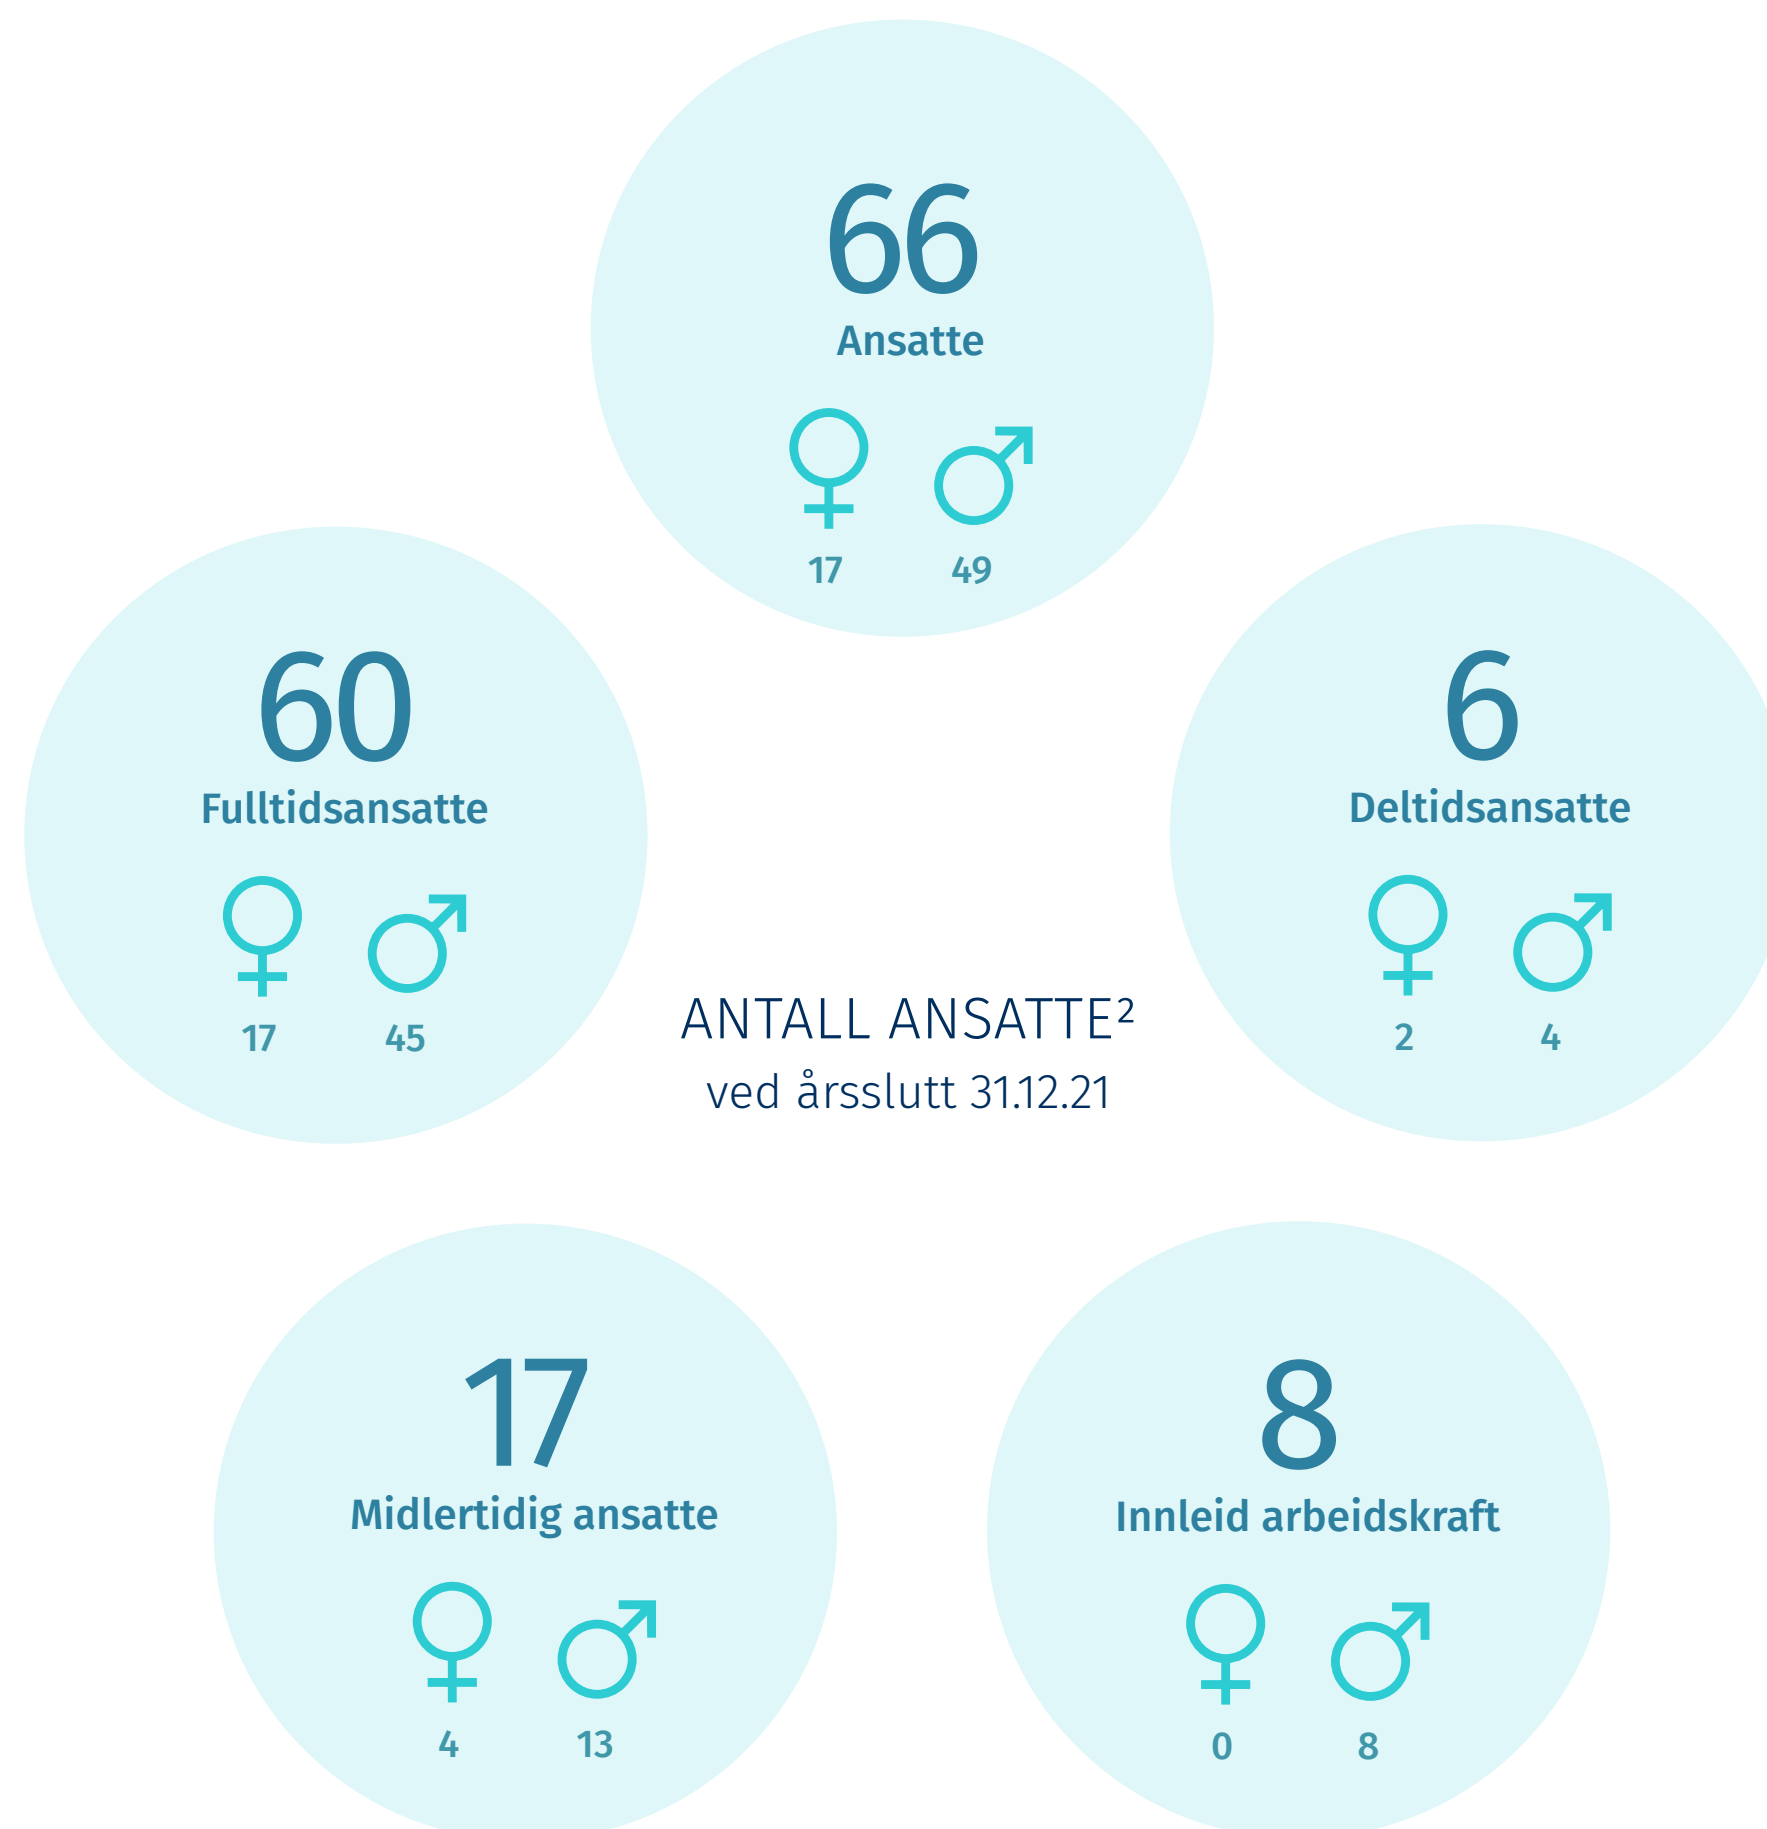 66
Ansatte
17 49
60
Fulltidsansatte
17 45
6
Deltidsansatte
2 4
ANTALL ANSATTE²
ved årsslutt 31.12.21
17
Midlertidig ansatte
4 13
8
Innleid arbeidskraft
0 8